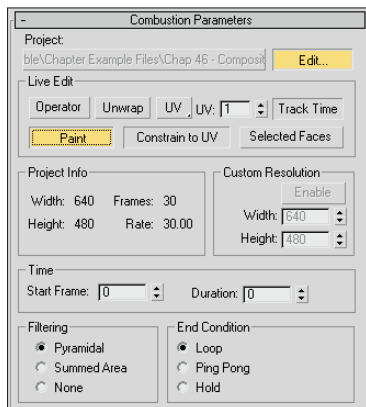 - Combustion Parameters
Project:
ble\Chapter Example Files\Chap 46 - Composit Edit...
Live Edit
Operator Unwrap UV UV: 1 Track Time
Paint Constrain to UV Selected Faces
Project Info
Width: 640 Frames: 30
Height: 480 Rate: 30.00
Custom Resolution
Enable
Width: 640
Height: 480
Time
Start Frame: 0 Duration: 0
Filtering
Pyramidal
Summed Area
None
End Condition
Loop
Ping Pong
Hold